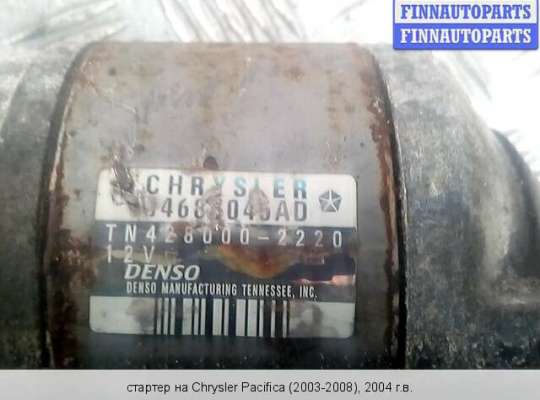 FINNAUTOPARTS
FINNAUTOPARTS
CHRYSLER
TN428000-2220
12V
DENSO
DENSO MANUFACTURING TENNESSEE, INC.
стартер на Chrysler Pacifica (2003-2008), 2004 г.в.